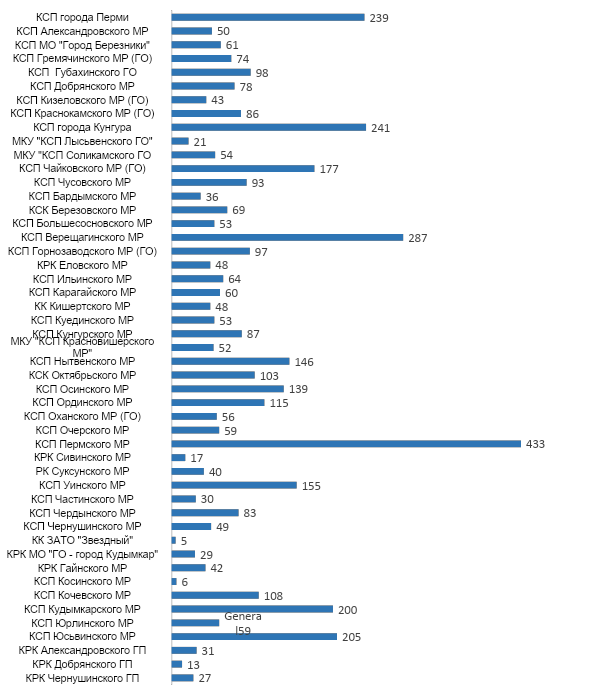 КСП города Перми 239
КСП Александровского МР 50
КСП МО "Город Березники" 61
КСП Гремячинского МР (ГО) 74
КСП Губахинского ГО 98
КСП Добрянского МР 78
КСП Кизеловского МР (ГО) 43
КСП Краснокамского МР (ГО) 86
КСП города Кунгура 241
МКУ "КСП Лысьвенского ГО" 21
МКУ "КСП Соликамского ГО 54
КСП Чайковского МР (ГО) 177
КСП Чусовского МР 93
КСП Бардымского МР 36
КСК Березовского МР 69
КСП Большесосновского МР 53
КСП Верещагинского МР 287
КСП Горнозаводского МР (ГО) 97
КРК Еловского МР 48
КСП Ильинского МР 64
КСП Карагайского МР 60
КК Кишертского МР 48
КСП Куединского МР 53
КСП Кунгурского МР 87
МКУ "КСП Красновишерского 52
МР"
КСП Нытвенского МР 146
КСК Октябрьского МР 103
КСП Осинского МР 139
КСП Ординского МР 115
КСП Оханского МР (ГО) 56
КСП Очерского МР 59
КСП Пермского МР 433
КРК Сивинского МР 17
РК Суксунского МР 40
КСП Уинского МР 155
КСП Частинского МР 30
КСП Чердынского МР 83
КСП Чернушинского МР 49
КК ЗАТО "Звездный" 5
КРК МО "ГО - город Кудымкар" 29
КРК Гайнского МР 42
КСП Косинского МР 6
КСП Кочевского МР 108
КСП Кудымкарского МР 200
КСП Юрлинского МР Genera
l59
КСП Юсьвинского МР 205
КРК Александровского ГП 31
КРК Добрянского ГП 13
КРК Чернушинского ГП 27